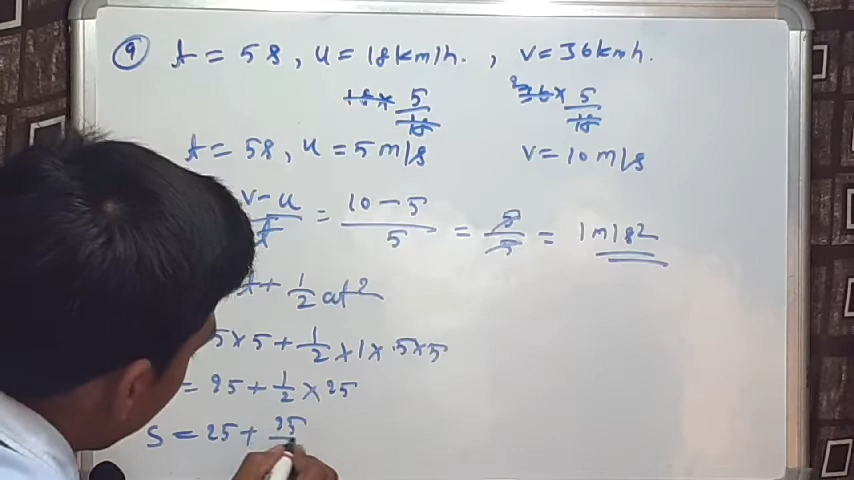 9 t = 5s, u = 18km/h. , v = 36kmh.
18 × 5/18 36 × 5/18
t = 5s, u = 5m/s v = 10m/s
v-u/t = 10-5/5 = 5/5 = 1m/s2
t + 1/2 at2
5×5 + 1/2 ×1× 5×5
= 25 + 1/2 × 25
S = 25 + 25